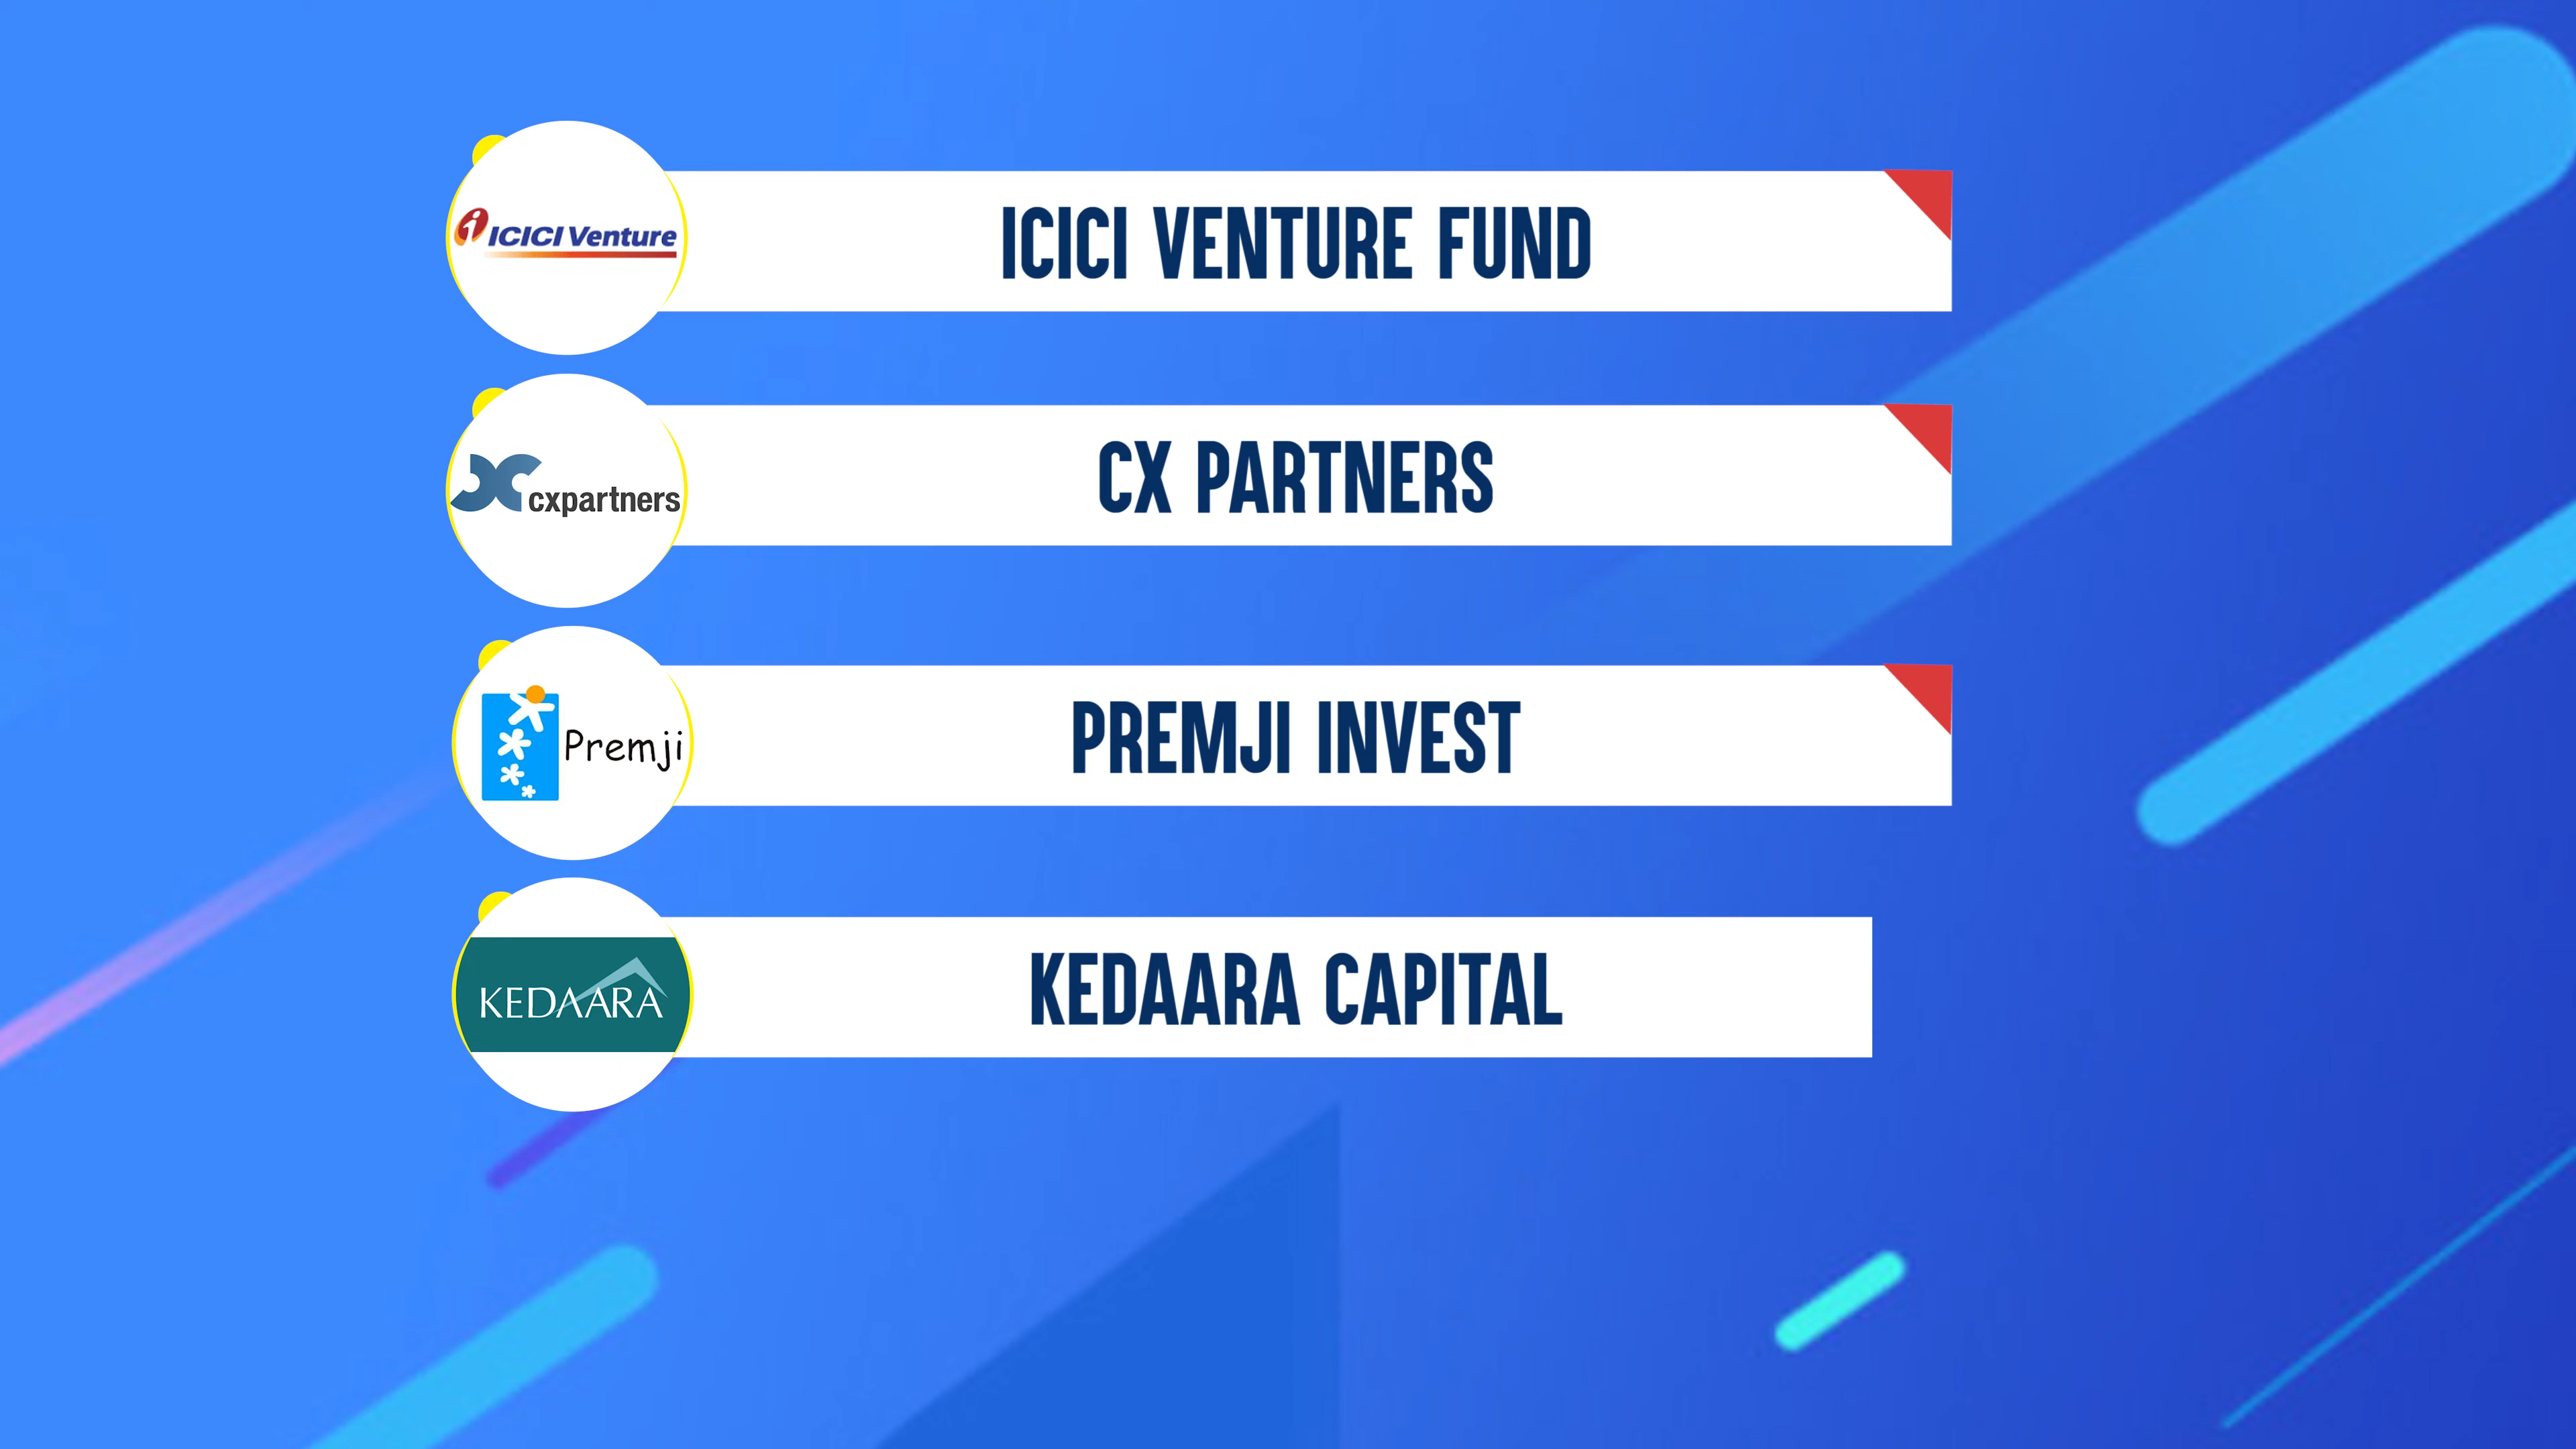 ICICI Venture
ICICI VENTURE FUND
cxpartners
CX PARTNERS
Premji
PREMJI INVEST
KEDAARA
KEDAARA CAPITAL